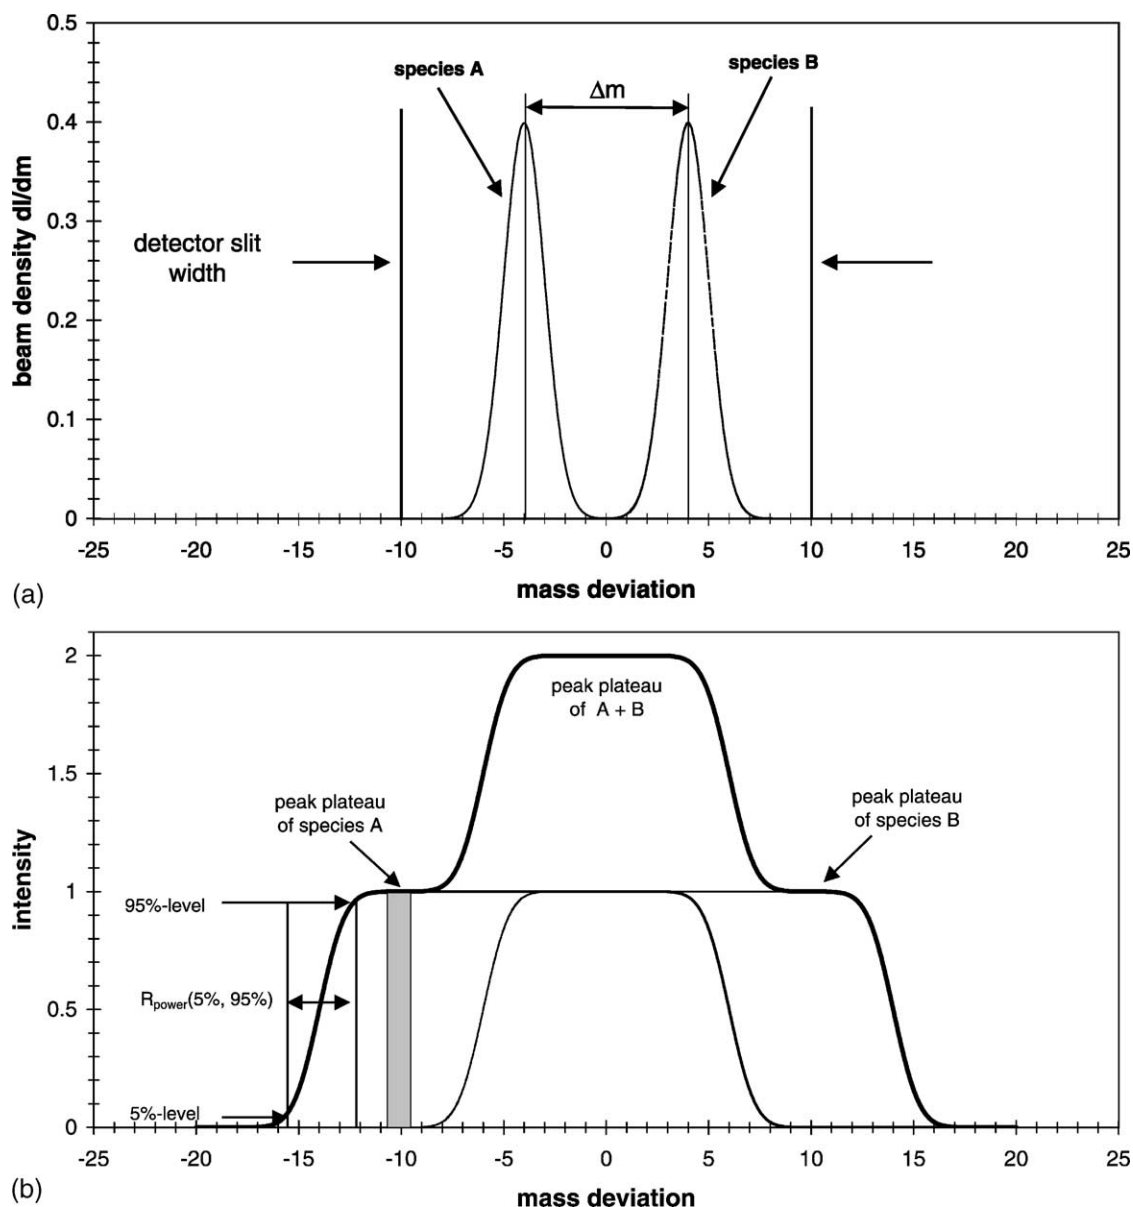 0.5
species A
species B
Δm
0.4
0.3
detector slit
width
0.2
0.1
0
beam density dI/dm
-25 -20 -15 -10 -5 0 5 10 15 20 25
mass deviation
(a)
2
peak plateau
of A + B
1.5
peak plateau
of species A
peak plateau
of species B
1
95%-level
Rpower(5%, 95%)
0.5
5%-level
0
intensity
-25 -20 -15 -10 -5 0 5 10 15 20 25
mass deviation
(b)